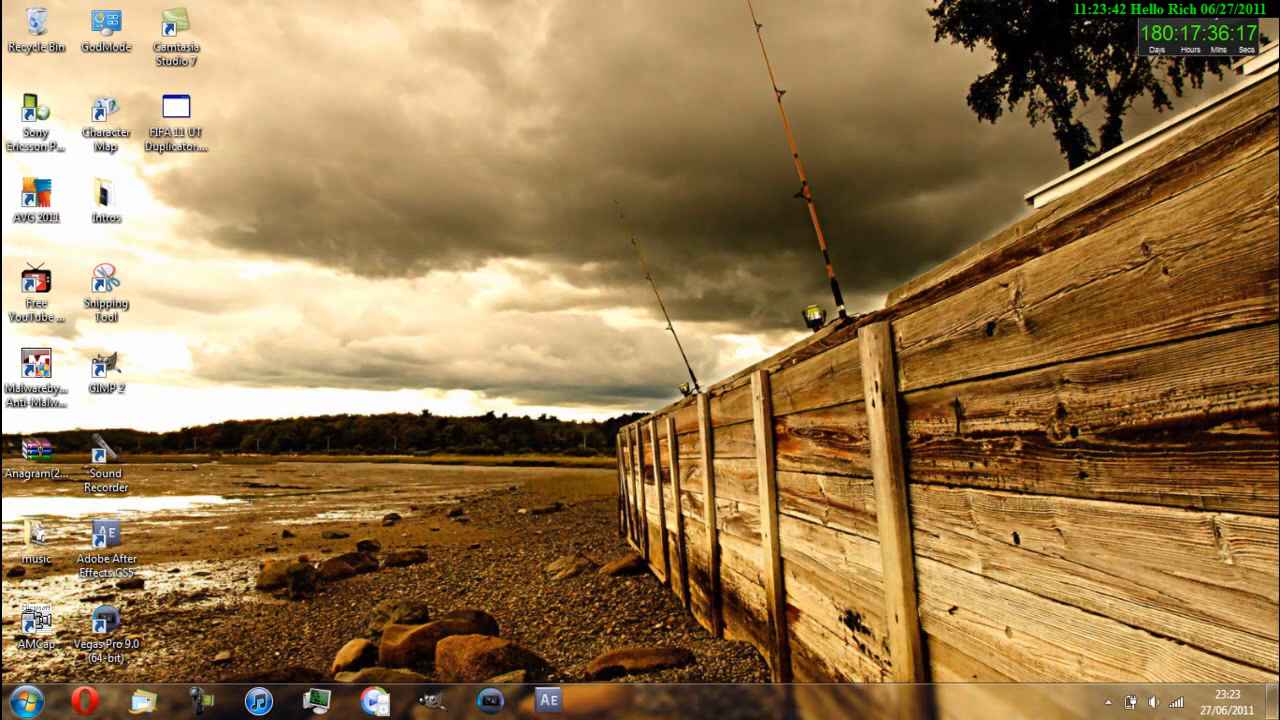 11:23:42 Hello Rich 06/27/2011
180:17:36:17
Days Hours Mins Secs
Recycle Bin
GodMode
Camtasia
Studio 7
Sony
Ericsson P...
Character
Map
FIFA 11 UT
Duplicator....
AVG 2011
Intros
Free
YouTube ...
Snipping
Tool
Malwareby...
Anti-Malw...
GIMP 2
Anagram(2...
Sound
Recorder
music
AE
Adobe After
Effects CS5
Microsoft
AMCap
Vegas Pro 9.0
(64-bit)
AE
23:23
27/06/2011